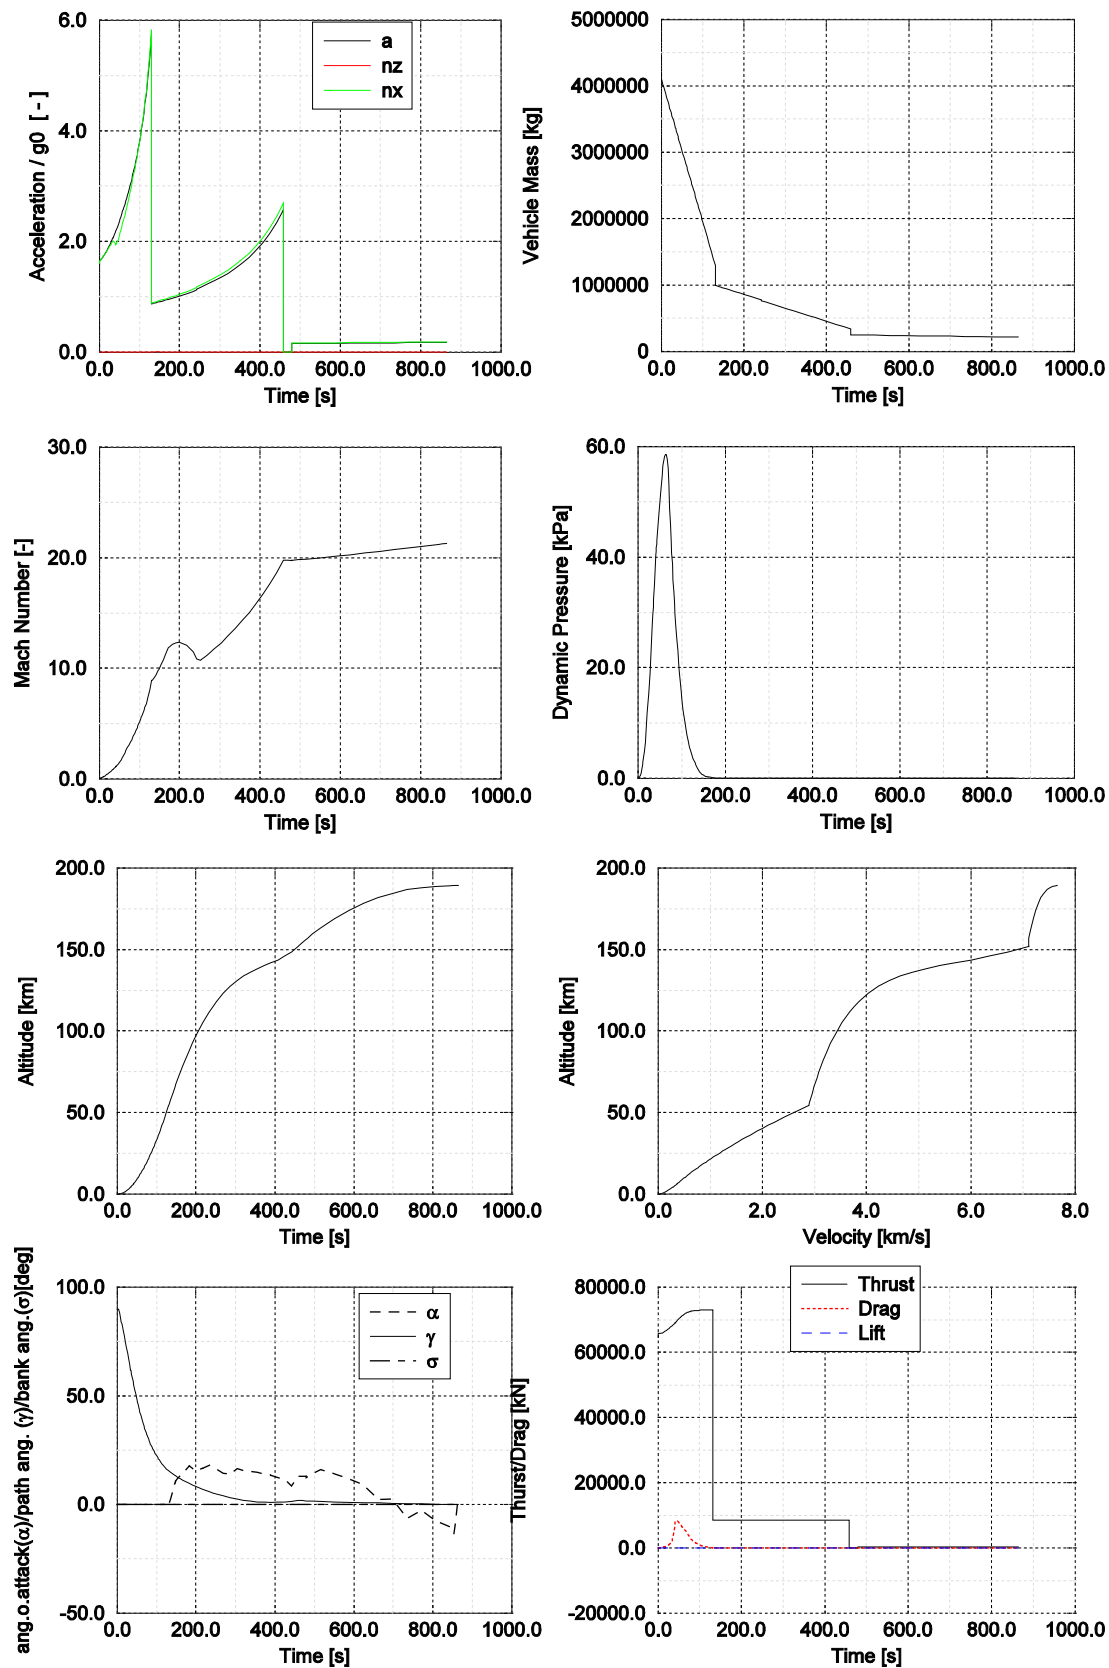 6.0
4.0
2.0
0.0
a
nz
nx
Acceleration / g0 [ - ]
0.0 200.0 400.0 600.0 800.0 1000.0
Time [s]
5000000
4000000
3000000
2000000
1000000
0
Vehicle Mass [kg]
0.0 200.0 400.0 600.0 800.0 1000.0
Time [s]
30.0
20.0
10.0
0.0
Mach Number [-]
0.0 200.0 400.0 600.0 800.0 1000.0
Time [s]
60.0
40.0
20.0
0.0
Dynamic Pressure [kPa]
0.0 200.0 400.0 600.0 800.0 1000.0
Time [s]
200.0
150.0
100.0
50.0
0.0
Altitude [km]
0.0 200.0 400.0 600.0 800.0 1000.0
Time [s]
200.0
150.0
100.0
50.0
0.0
Altitude [km]
0.0 2.0 4.0 6.0 8.0
Velocity [km/s]
100.0
50.0
0.0
-50.0
α
γ
σ
ang.o.attack(α)/path ang. (γ)/bank ang.(σ)[deg]
0.0 200.0 400.0 600.0 800.0 1000.0
Time [s]
80000.0
60000.0
40000.0
20000.0
0.0
-20000.0
Thrust
Drag
Lift
Thurst/Drag [kN]
0.0 200.0 400.0 600.0 800.0 1000.0
Time [s]